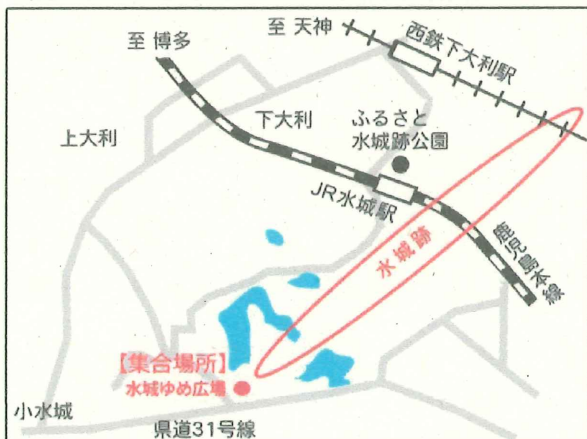 至 天神
西鉄下大利駅
至 博多
上大利
下大利
ふるさと
水城跡公園
JR水城駅
水城跡
鹿児島本線
【集合場所】
水城ゆめ広場
小水城
県道31号線